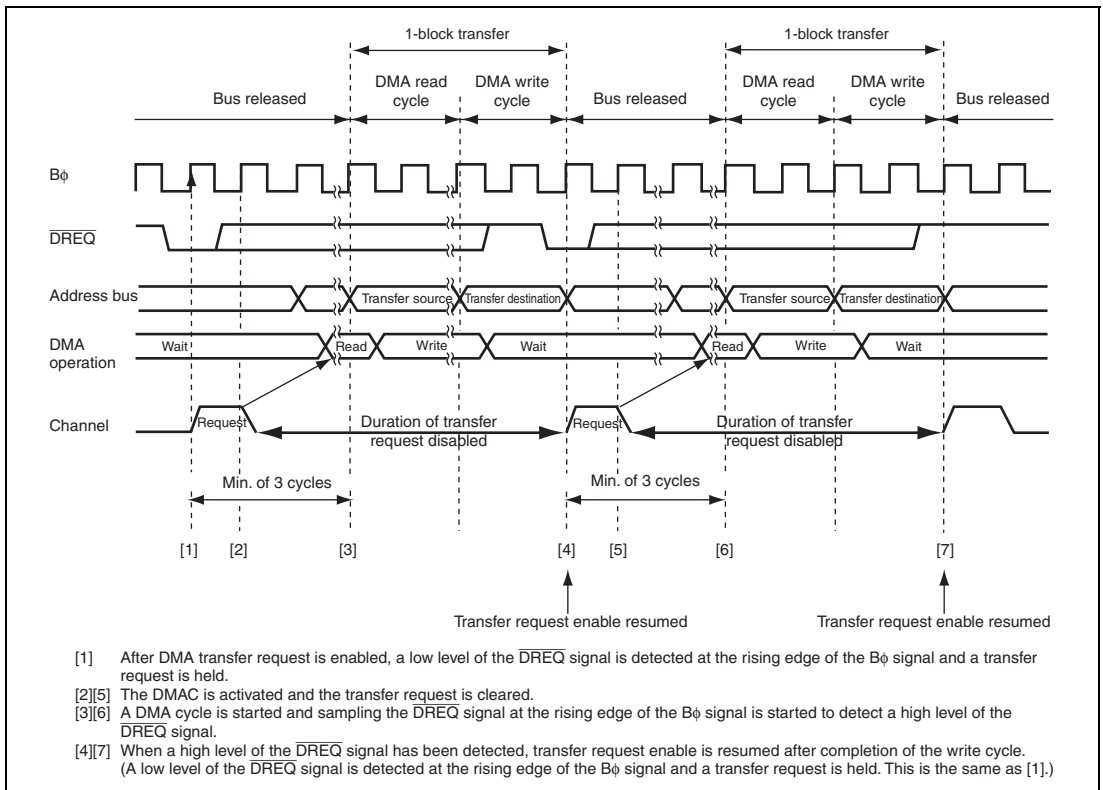 1-block transfer 1-block transfer
DMA read cycle DMA write cycle DMA read cycle DMA write cycle
Bus released Bus released Bus released
Bϕ
DREQ
Address bus Transfer source Transfer destination Transfer source Transfer destination
DMA operation Wait Read Write Wait Read Write Wait
Channel Request Duration of transfer request disabled Request Duration of transfer request disabled
Min. of 3 cycles Min. of 3 cycles
[1] [2] [3] [4] [5] [6] [7]
Transfer request enable resumed Transfer request enable resumed
[1] After DMA transfer request is enabled, a low level of the DREQ signal is detected at the rising edge of the Bϕ signal and a transfer
request is held.
[2][5] The DMAC is activated and the transfer request is cleared.
[3][6] A DMA cycle is started and sampling the DREQ signal at the rising edge of the Bϕ signal is started to detect a high level of the
DREQ signal.
[4][7] When a high level of the DREQ signal has been detected, transfer request enable is resumed after completion of the write cycle.
(A low level of the DREQ signal is detected at the rising edge of the Bϕ signal and a transfer request is held. This is the same as [1].)